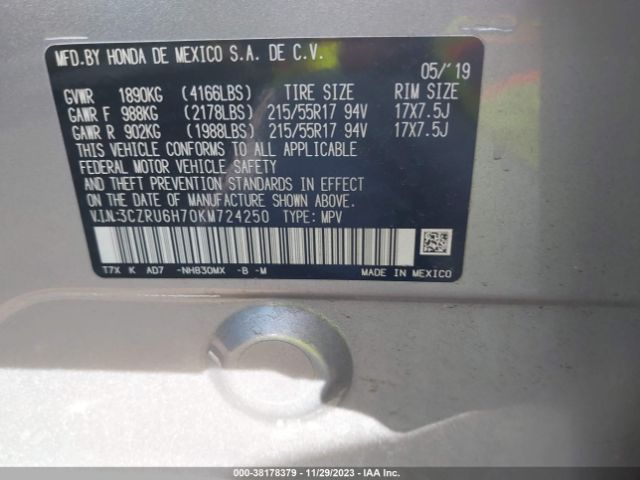 MFD.BY HONDA DE MEXICO S.A. DE C.V.
05/'19
GVWR 1890KG (4166LBS) TIRE SIZE RIM SIZE
GAWR F 988KG (2178LBS) 215/55R17 94V 17X7.5J
GAWR R 902KG (1988LBS) 215/55R17 94V 17X7.5J
THIS VEHICLE CONFORMS TO ALL APPLICABLE
FEDERAL MOTOR VEHICLE SAFETY
AND THEFT PREVENTION STANDARDS IN EFFECT
ON THE DATE OF MANUFACTURE SHOWN ABOVE.
V.I.N:3CZRU6H70KM724250 TYPE: MPV
T7X K AD7 -NH830MX -B -M
MADE IN MEXICO
000-38178379 - 11/29/2023 - IAAI.com